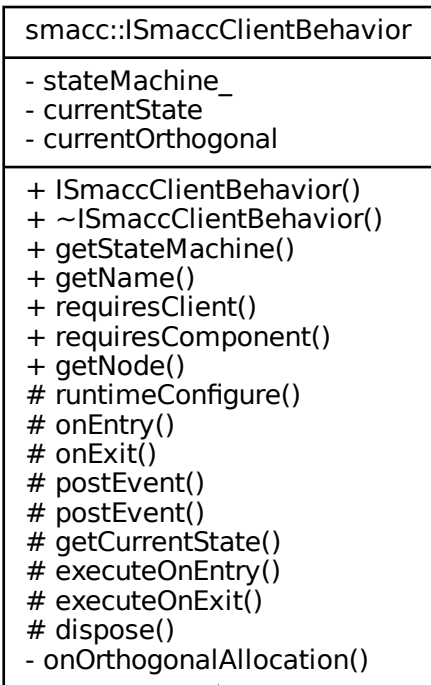 smacc::ISmaccClientBehavior
- stateMachine_
- currentState
- currentOrthogonal
+ ISmaccClientBehavior()
+ ~ISmaccClientBehavior()
+ getStateMachine()
+ getName()
+ requiresClient()
+ requiresComponent()
+ getNode()
# runtimeConfigure()
# onEntry()
# onExit()
# postEvent()
# postEvent()
# getCurrentState()
# executeOnEntry()
# executeOnExit()
# dispose()
- onOrthogonalAllocation()